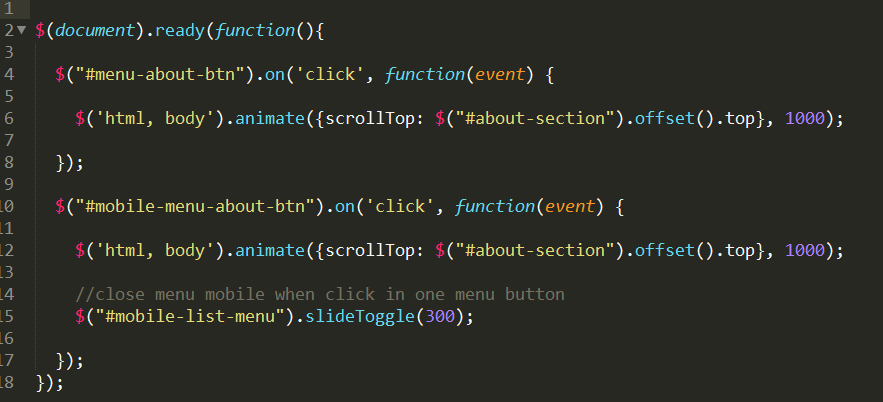 1
2 $(document).ready(function(){
3
4 $("#menu-about-btn").on('click', function(event) {
5
6 $('html, body').animate({scrollTop: $("#about-section").offset().top}, 1000);
7
8 });
9
10 $("#mobile-menu-about-btn").on('click', function(event) {
11
12 $('html, body').animate({scrollTop: $("#about-section").offset().top}, 1000);
13
14 //close menu mobile when click in one menu button
15 $("#mobile-list-menu").slideToggle(300);
16
17 });
18 });